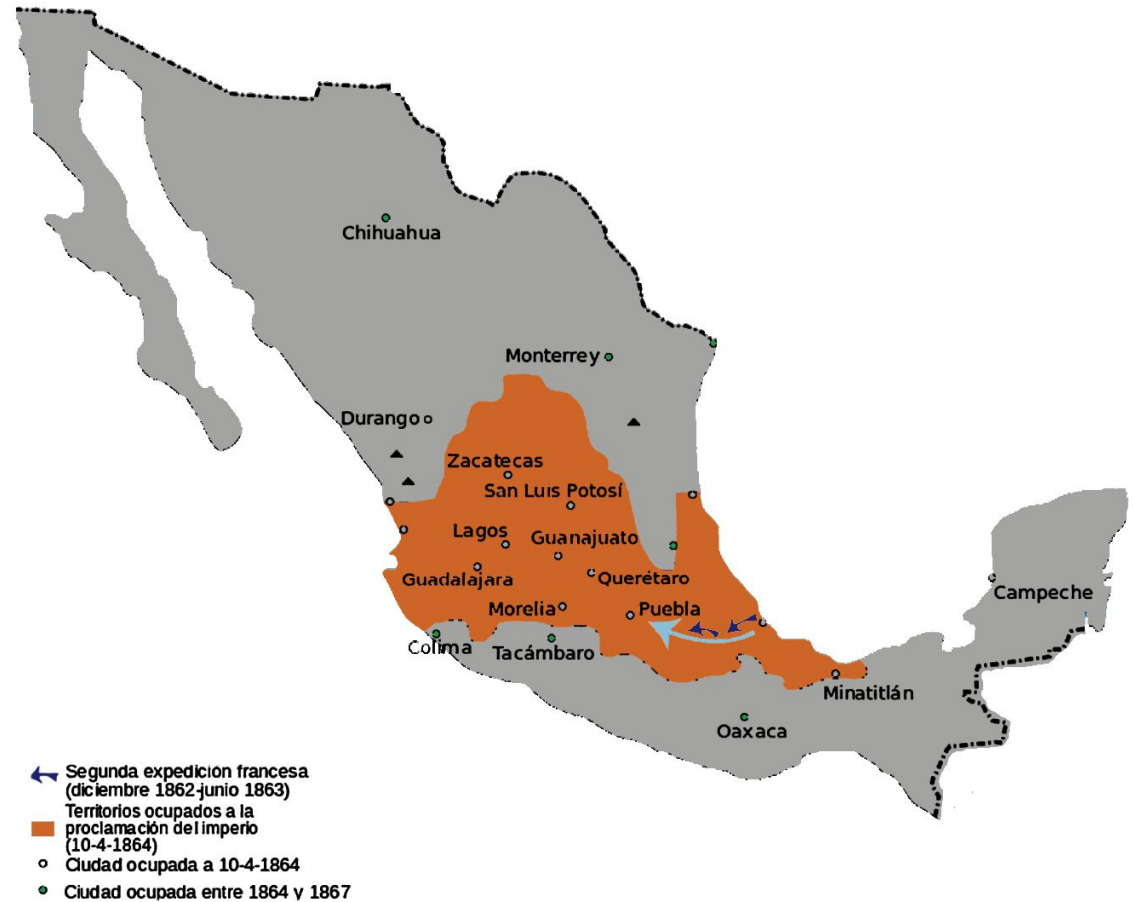 Chihuahua
Monterrey
Durango
Zacatecas
San Luis Potosí
Lagos
Guanajuato
Guadalajara
Querétaro
Campeche
Morelia
Puebla
Colima
Tacámbaro
Minatitlán
Oaxaca
Segunda expedición francesa
(diciembre 1862-junio 1863)
Territorios ocupados a la
proclamación del imperio
(10-4-1864)
Ciudad ocupada a 10-4-1864
Ciudad ocupada entre 1864 y 1867